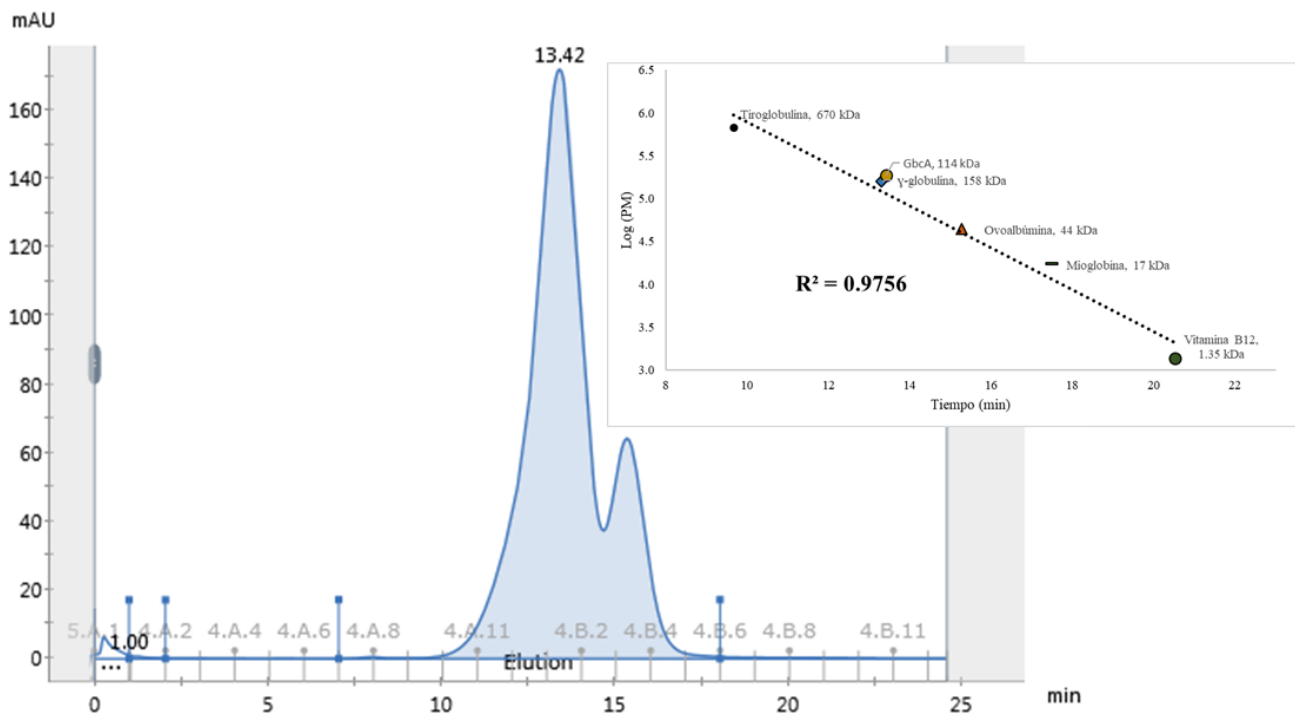 mAU
13.42
160
140
120
100
80
60
40
20
0
6.5
6.0
5.5
5.0
4.5
4.0
3.5
3.0
Log (PM)
Tiroglobulina, 670 kDa
GbcA, 114 kDa
γ-globulina, 158 kDa
Ovoalbúmina, 44 kDa
R² = 0.9756
Mioglobina, 17 kDa
Vitamina B12,
1.35 kDa
8 10 12 14 16 18 20 22
Tiempo (min)
5.A.1 4.A.2 4.A.4 4.A.6 4.A.8 4.A.11 4.B.2 4.B.4 4.B.6 4.B.8 4.B.11
1.00
...
Elution
0 5 10 15 20 25
min